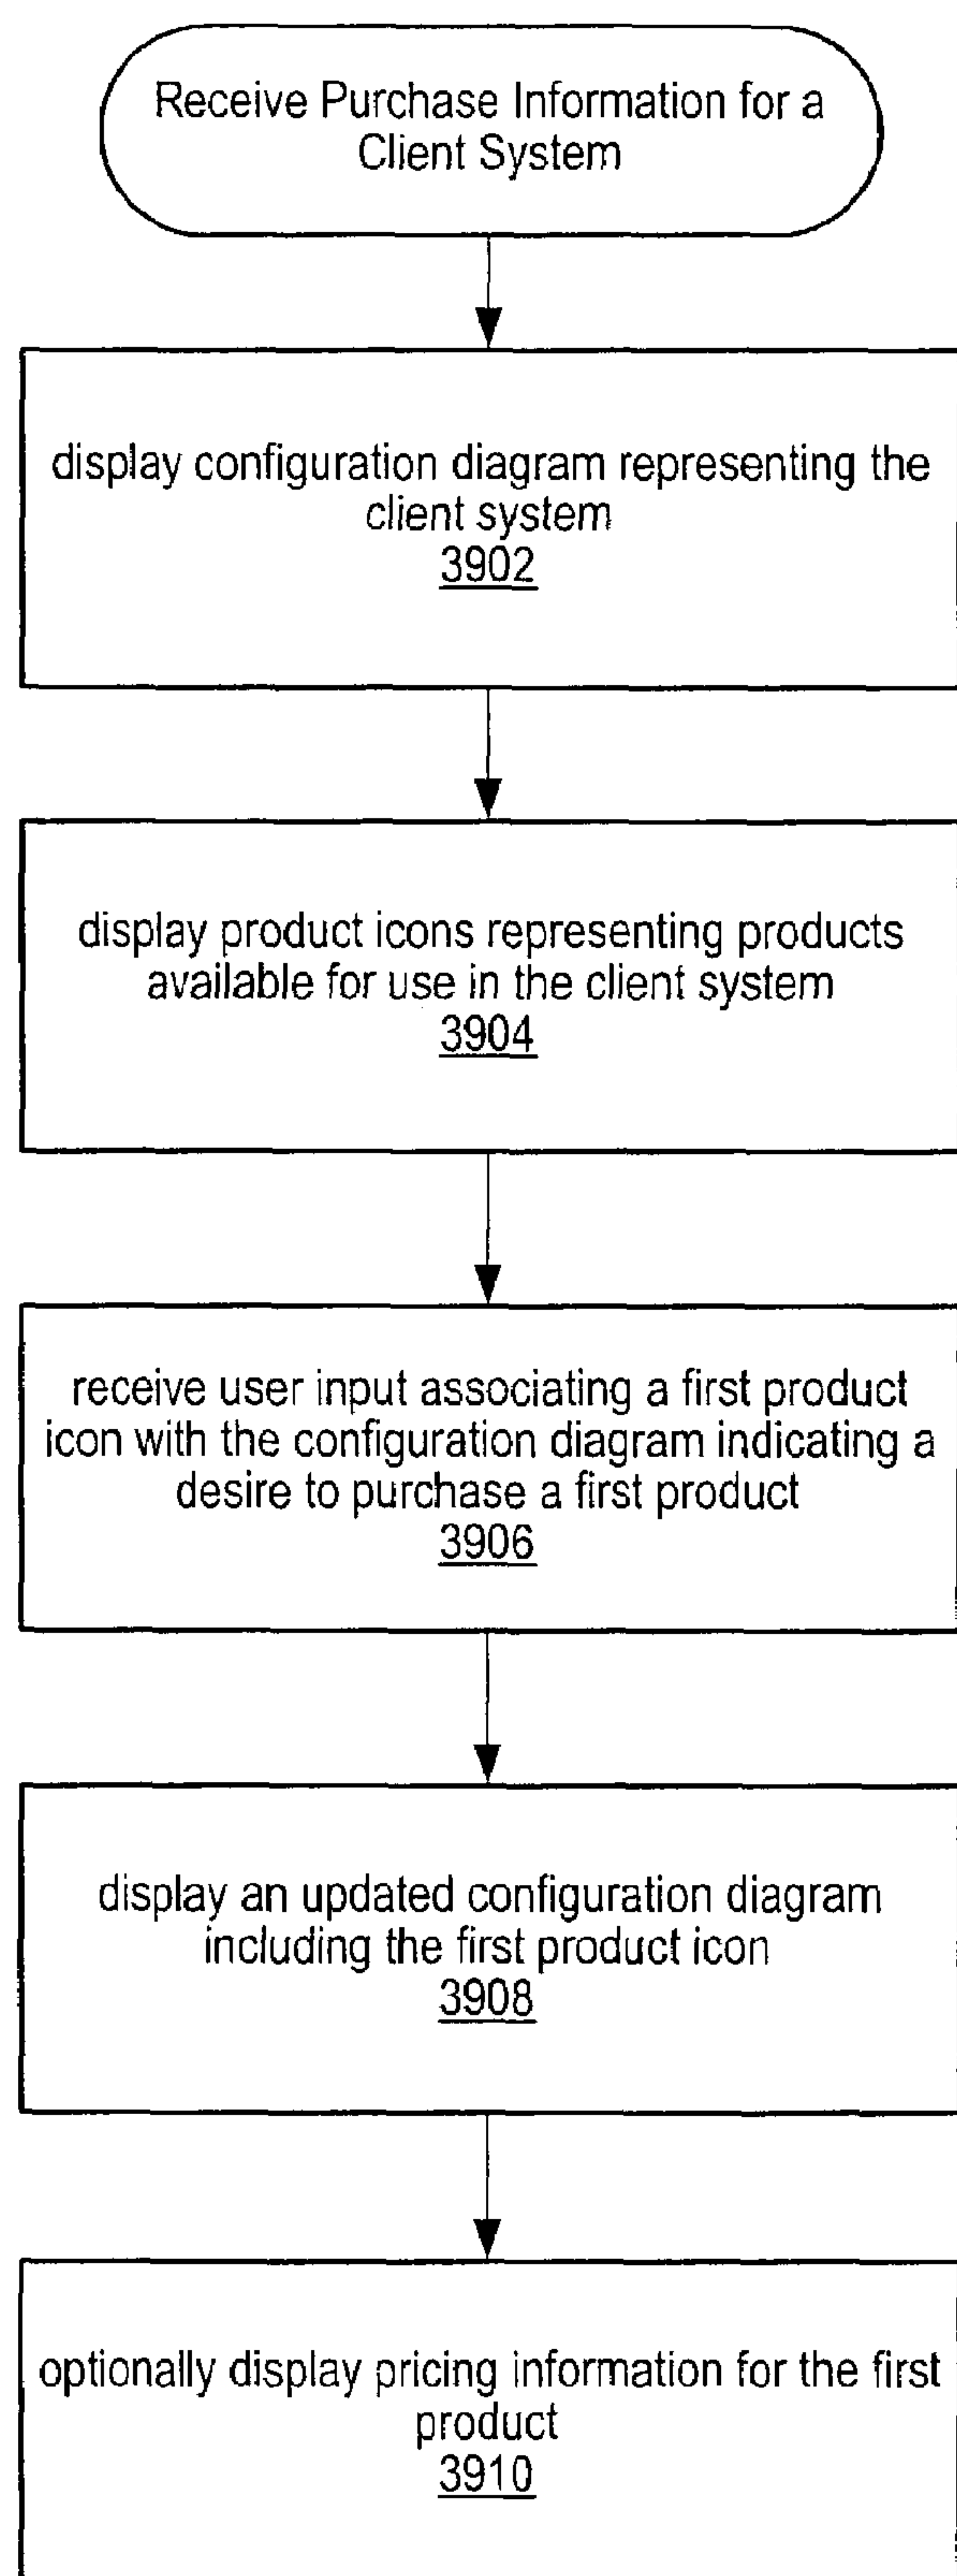 Receive Purchase Information for a
Client System
display configuration diagram representing the
client system
3902
display product icons representing products
available for use in the client system
3904
receive user input associating a first product
icon with the configuration diagram indicating a
desire to purchase a first product
3906
display an updated configuration diagram
including the first product icon
3908
optionally display pricing information for the first
product
3910